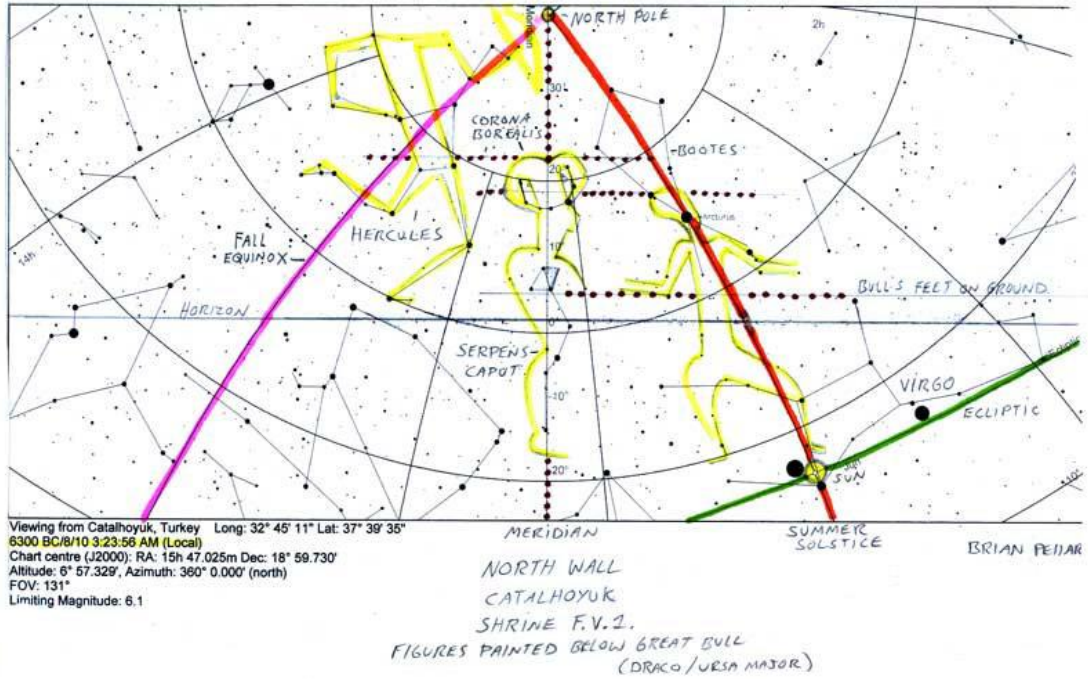 NORTH POLE
2h
Meridian
30°
CORONA
BOREALIS
20°
BOOTES
Arcturus
HERCULES
10°
FALL
EQUINOX
14h
BULL'S FEET ON GROUND
HORIZON
0°
SERPENS
CAPUT
Ecliptic
VIRGO
ECLIPTIC
-10°
-20°
SUN
10°
Viewing from Catalhoyuk, Turkey Long: 32° 45' 11" Lat: 37° 39' 35"
6300 BC/8/10 3:23:56 AM (Local)
Chart centre (J2000): RA: 15h 47.025m Dec: 18° 59.730'
Altitude: 6° 57.329', Azimuth: 360° 0.000' (north)
FOV: 131°
Limiting Magnitude: 6.1
MERIDIAN
SUMMER
SOLSTICE
BRIAN PELLAR
NORTH WALL
CATALHOYUK
SHRINE F.V.1.
FIGURES PAINTED BELOW GREAT BULL
(DRACO/URSA MAJOR)